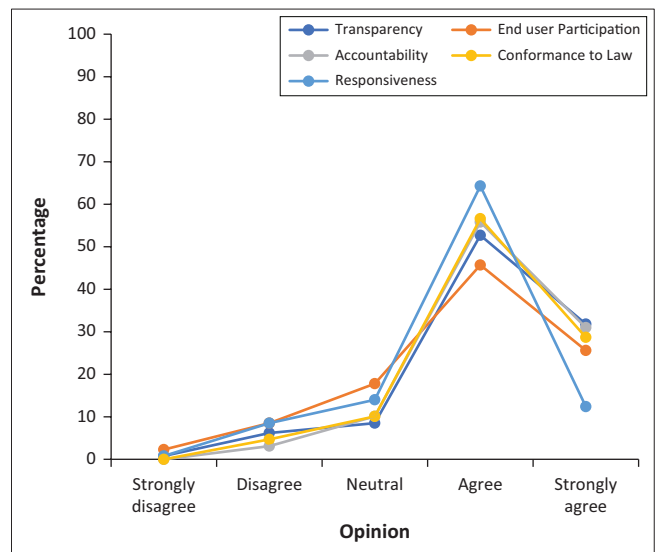 Transparency
End user Participation
Accountability
Conformance to Law
Responsiveness
100
90
80
70
60
50
40
30
20
10
0
Percentage
Strongly
disagree
Disagree
Neutral
Agree
Strongly
agree
Opinion